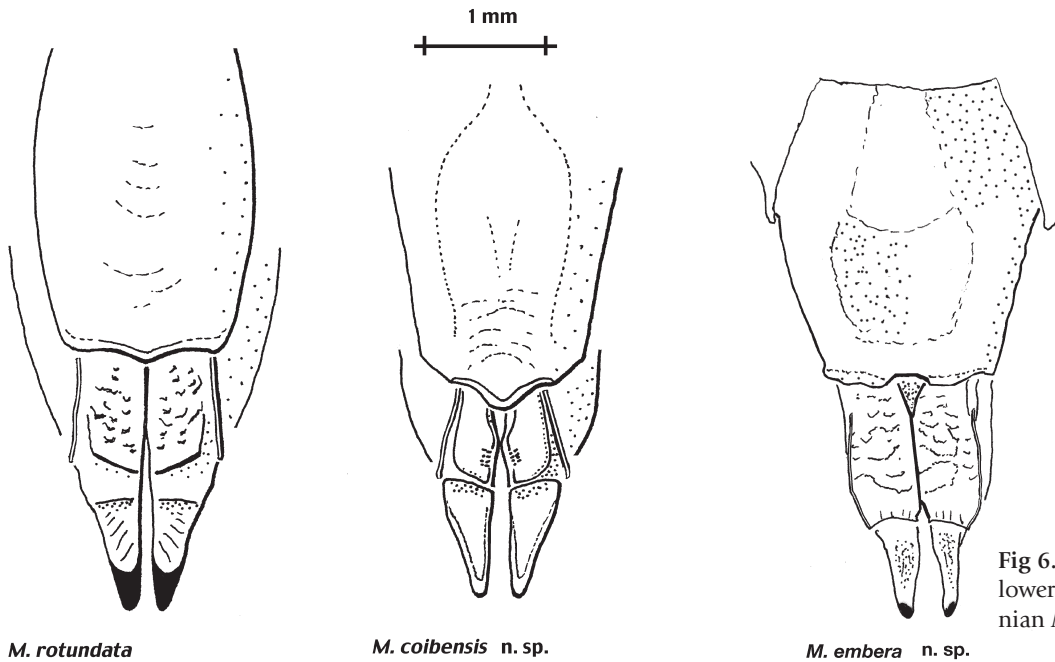 1 mm
Fig 6.
lower
nian M
M. rotundata
M. coibensis n. sp.
M. embera n. sp.